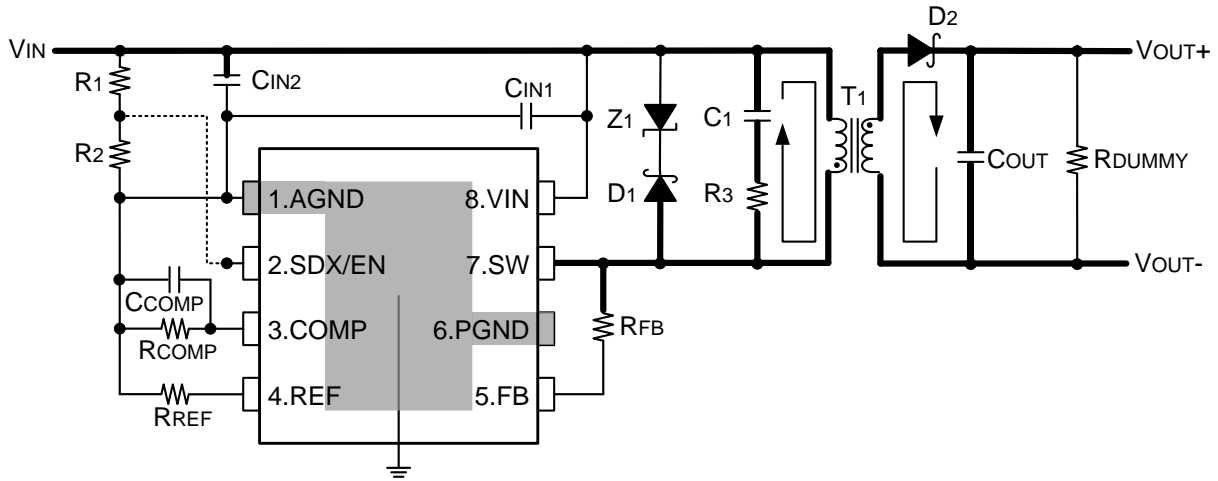 VIN
R1
R2
CIN2
CIN1
Z1
D1
C1
R3
T1
D2
COUT
RDUMMY
VOUT+
VOUT-
1.AGND
2.SDX/EN
3.COMP
4.REF
8.VIN
7.SW
6.PGND
5.FB
CCOMP
RCOMP
RREF
RFB